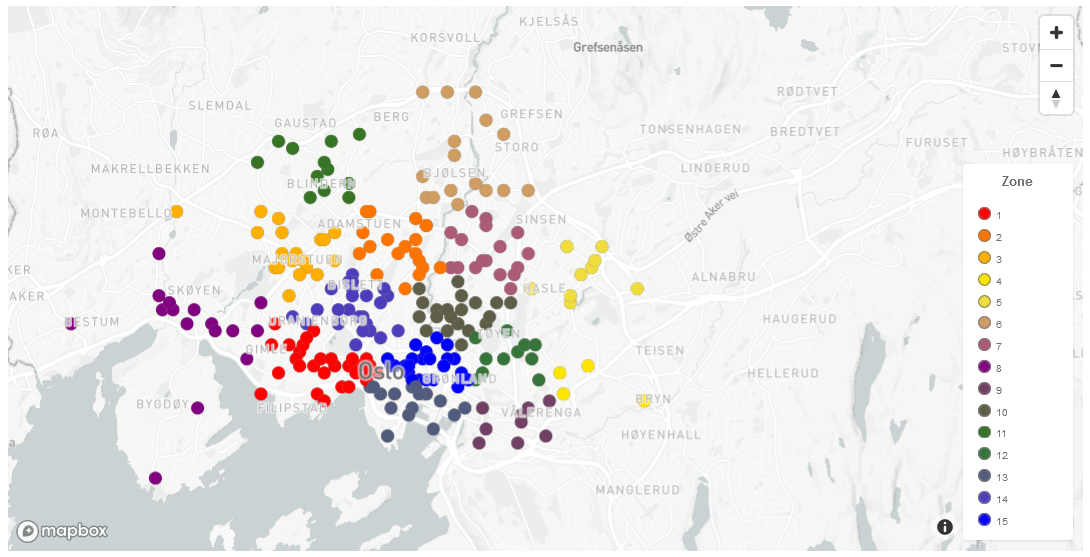 KJELSÅS
KORSVOLL
Grefsenåsen
STOVN
+
−
RØDTVET
SLEMDAL
GREFSEN
GAUSTAD
BERG
TONSENHAGEN
BREDTVET
RØA
STORO
FURUSET
HØYBRÅTEN
MAKRELLBEKKEN
LINDERUD
BJØLSEN
BLINDERN
Zone
MONTEBELLO
SINSEN
Østre Aker vei
ADAMSTUEN
MAJORSTUEN
KER
ALNABRU
BISLETT
SKØYEN
HASLE
AKER
BESTUM
URANIENBORG
HAUGERUD
TØYEN
GIMLE
TEISEN
Oslo
GRØNLAND
HELLERUD
BYGDØY
FILIPSTAD
VÅLERENGA
BRYN
HØYENHALL
a
MANGLERUD
1
2
3
4
5
6
7
8
9
10
11
12
13
14
15
mapbox
i